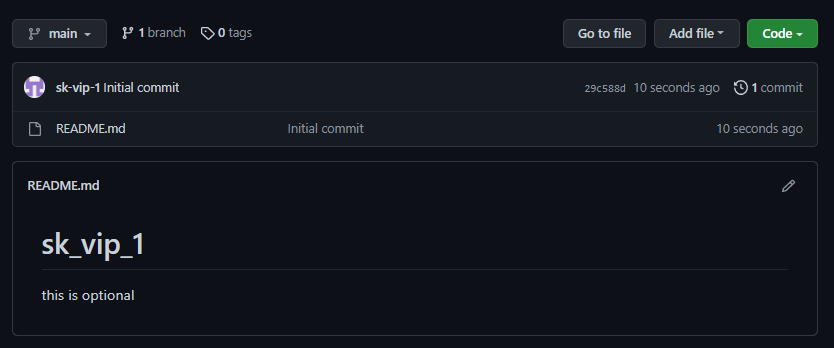 main 1 branch 0 tags Go to file Add file Code
sk-vip-1 Initial commit 29c588d 10 seconds ago 1 commit
README.md Initial commit 10 seconds ago
README.md
sk_vip_1
this is optional